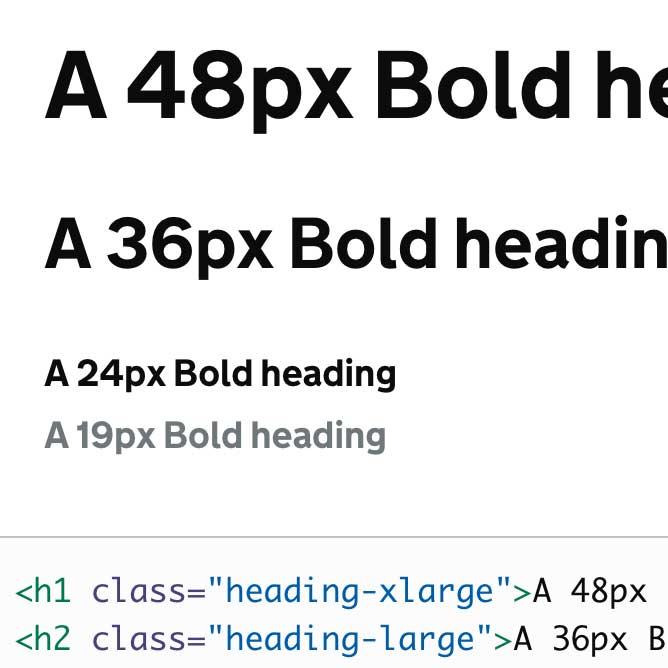 A 48px Bold he
A 36px Bold headin
A 24px Bold heading
A 19px Bold heading
<h1 class="heading-xlarge">A 48px
<h2 class="heading-large">A 36px B